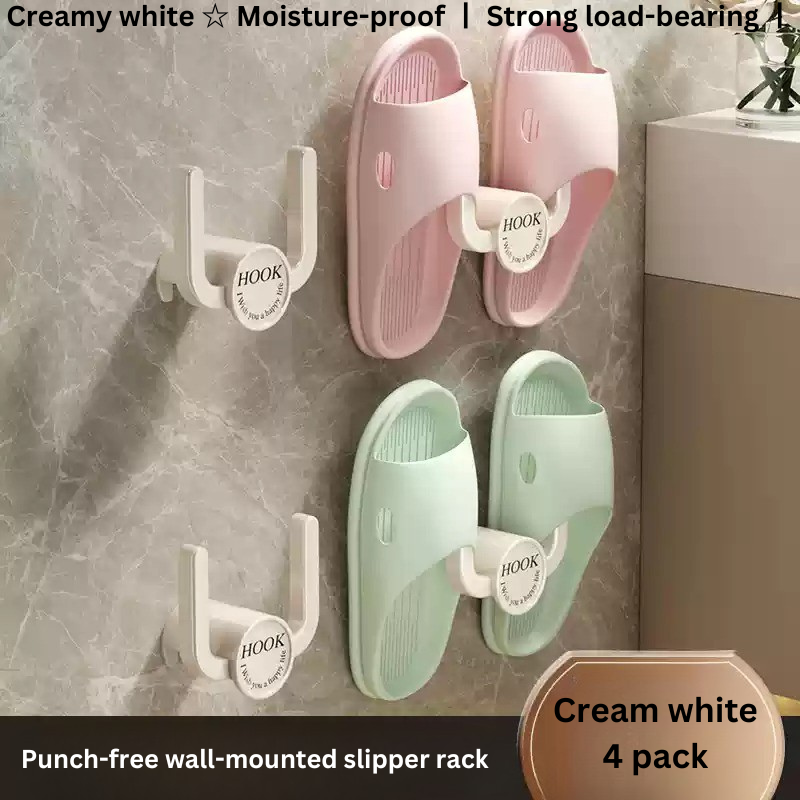 Creamy white ☆ Moisture-proof | Strong load-bearing |
HOOK
I Wish you a happy life
HOOK
I Wish you a happy life
HOOK
I Wish you a happy life
HOOK
I Wish you a happy life
Cream white
4 pack
Punch-free wall-mounted slipper rack